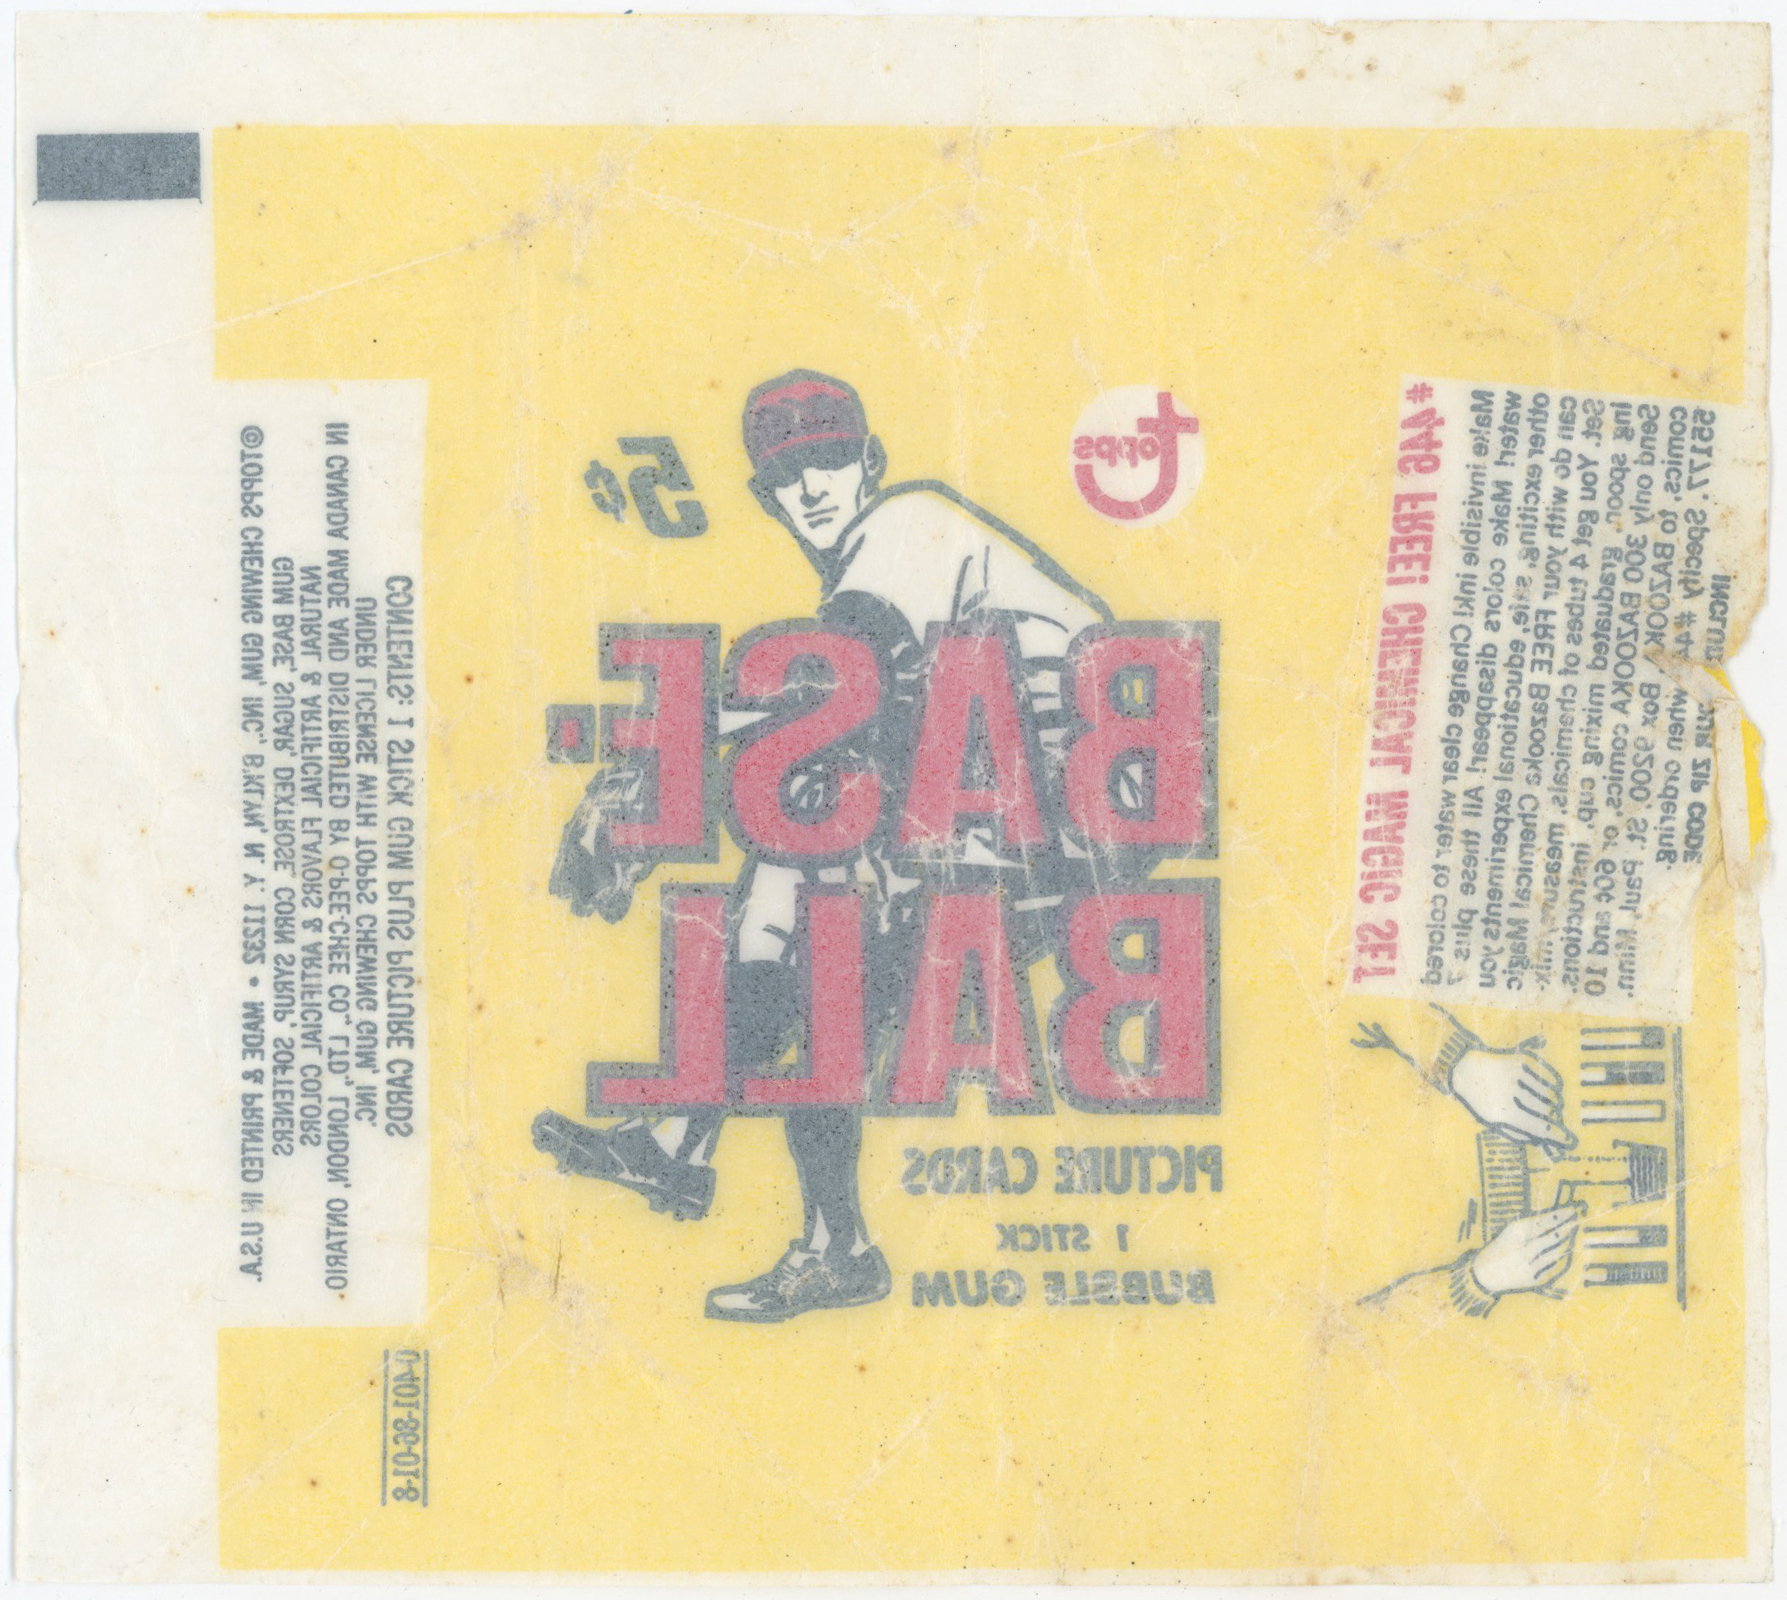 5¢
topps
BASE-
BALL
PICTURE CARDS
1 STICK
BUBBLE GUM
#446 FREE! CHEMICAL MAGIC SET
Make invisible ink! Change clear water to colored
water! Make colors disappear! All these plus 7
other exciting, safe, educational experiments you
can do with your FREE Bazooka Chemical Magic
Set. You get 4 tubes of chemicals, mix-
ing spoon, graduated mixing cup, instructions.
Send only 300 BAZOOKA comics, or 60¢ and 10
comics, to BAZOOKA, Box 9200, St. Paul, Minn.
55177. Specify when ordering.
ZIP CODE
CONTENTS: 1 STICK GUM PLUS PICTURE CARDS
UNDER LICENSE WITH TOPPS CHEWING GUM, INC.
IN CANADA MADE AND DISTRIBUTED BY O-PEE-CHEE CO., LTD., LONDON, ONTARIO
NATURAL & ARTIFICIAL FLAVORS & ARTIFICIAL COLORS
GUM BASE, SUGAR, DEXTROSE, CORN SYRUP, SOFTENERS
©TOPPS CHEWING GUM, INC., B'KLYN, N. Y. 11232 • MADE & PRINTED IN U.S.A.
1-401-86-01-8